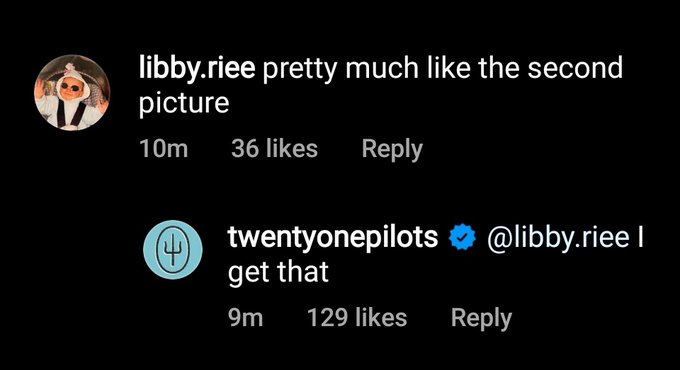 libby.riee pretty much like the second
picture
10m 36 likes Reply
twentyonepilots @libby.riee I
get that
9m 129 likes Reply